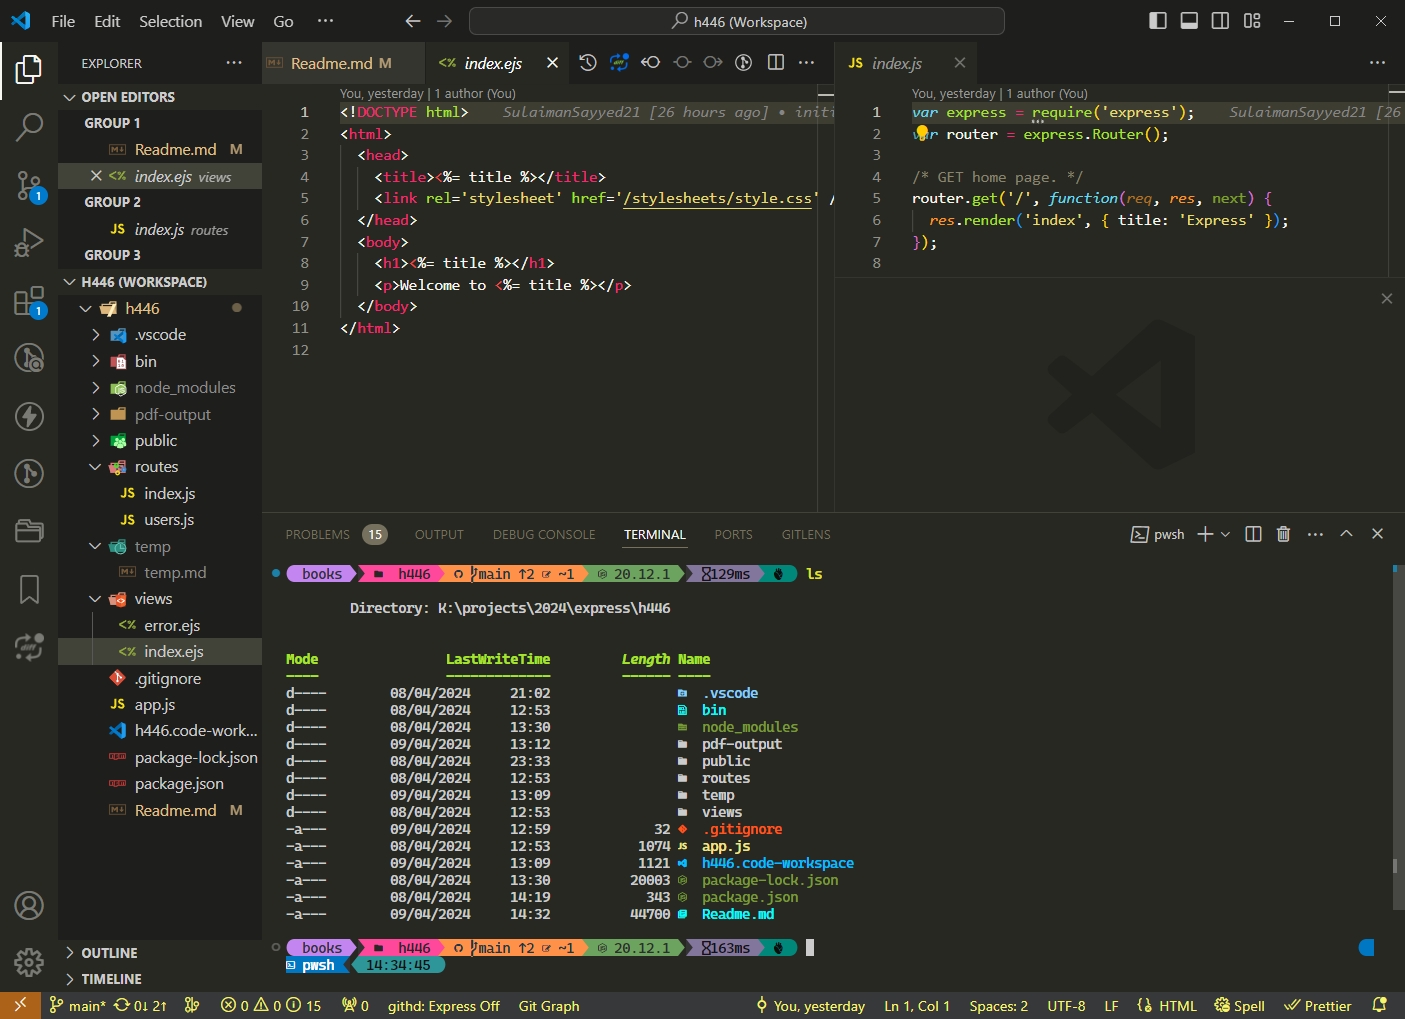 File Edit Selection View Go ··· h446 (Workspace)
EXPLORER ···
OPEN EDITORS
GROUP 1
Readme.md M
index.ejs views
GROUP 2
JS index.js routes
GROUP 3
H446 (WORKSPACE)
h446
.vscode
bin
node_modules
pdf-output
public
routes
JS index.js
JS users.js
temp
temp.md
views
<%> error.ejs
<%> index.ejs
.gitignore
JS app.js
h446.code-work...
package-lock.json
package.json
Readme.md M
OUTLINE
TIMELINE
Readme.md M
<%> index.ejs
You, yesterday | 1 author (You)
1 <!DOCTYPE html> SulaimanSayyed21 [26 hours ago] • initi
2 <html>
3 <head>
4 <title><%= title %></title>
5 <link rel='stylesheet' href='/stylesheets/style.css' /
6 </head>
7 <body>
8 <h1><%= title %></h1>
9 <p>Welcome to <%= title %></p>
10 </body>
11 </html>
12
JS index.js
You, yesterday | 1 author (You)
1 var express = require('express'); SulaimanSayyed21 [26
2 var router = express.Router();
3
4 /* GET home page. */
5 router.get('/', function(req, res, next) {
6 res.render('index', { title: 'Express' });
7 });
8
PROBLEMS 15 OUTPUT DEBUG CONSOLE TERMINAL PORTS GITLENS pwsh
books h446 main ↑2 ~1 20.12.1 129ms ls
Directory: K:\projects\2024\express\h446
Mode LastWriteTime Length Name
---- ------------- ------ ----
d---- 08/04/2024 21:02 .vscode
d---- 08/04/2024 12:53 bin
d---- 08/04/2024 13:30 node_modules
d---- 09/04/2024 13:12 pdf-output
d---- 08/04/2024 23:33 public
d---- 08/04/2024 12:53 routes
d---- 09/04/2024 13:09 temp
d---- 08/04/2024 12:53 views
-a--- 09/04/2024 12:59 32 .gitignore
-a--- 08/04/2024 12:53 1074 app.js
-a--- 09/04/2024 13:09 1121 h446.code-workspace
-a--- 08/04/2024 13:30 20003 package-lock.json
-a--- 08/04/2024 14:19 343 package.json
-a--- 09/04/2024 14:32 44700 Readme.md
books h446 main ↑2 ~1 20.12.1 163ms
pwsh 14:34:45
main* 0↓ 2↑ 0 0 15 0 githd: Express Off Git Graph You, yesterday Ln 1, Col 1 Spaces: 2 UTF-8 LF HTML Spell Prettier